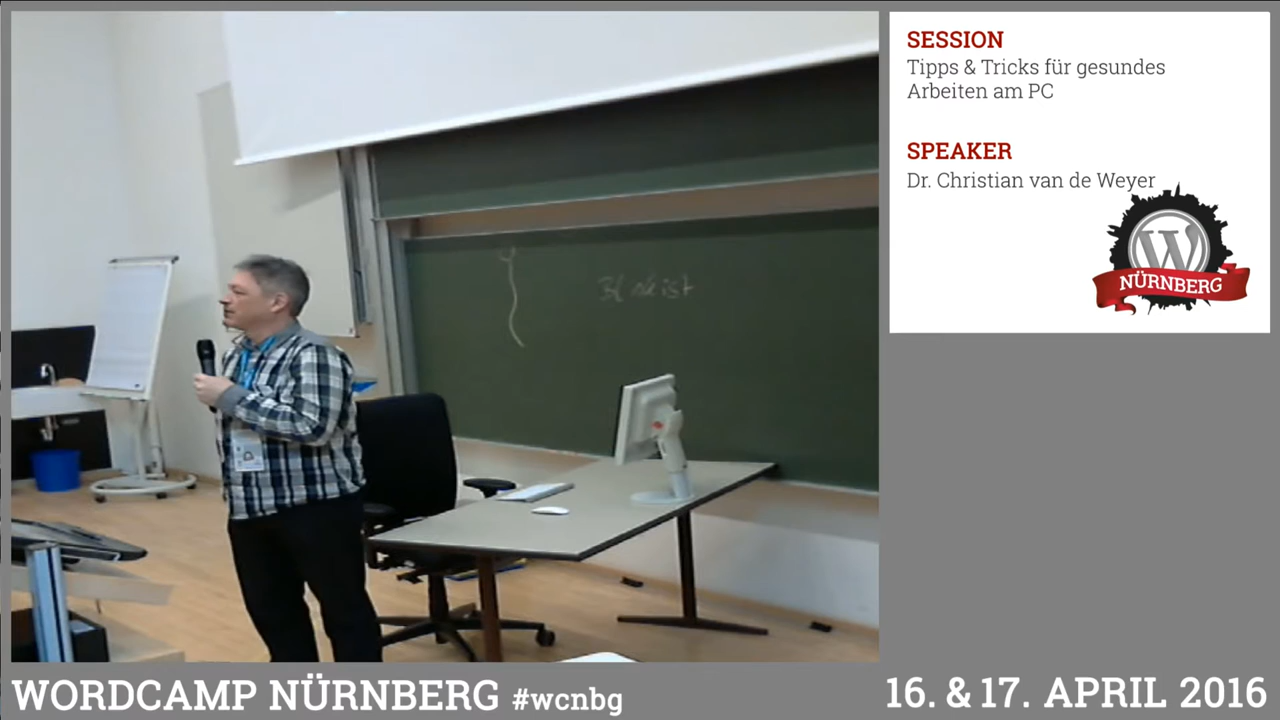 SESSION
Tipps & Tricks für gesundes
Arbeiten am PC
SPEAKER
Dr. Christian van de Weyer
W
NÜRNBERG
WORDCAMP NÜRNBERG #wcnbg
16. & 17. APRIL 2016